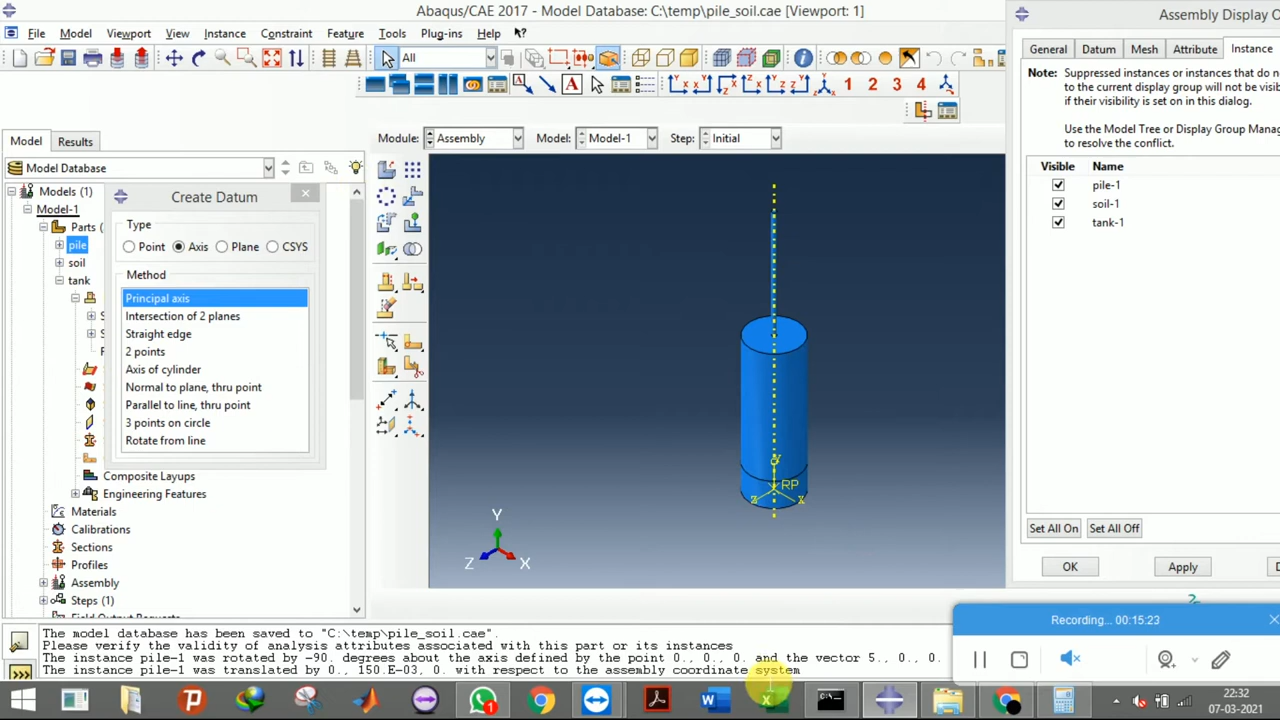 Abaqus/CAE 2017 - Model Database: C:\temp\pile_soil.cae [Viewport: 1]
File Model Viewport View Instance Constraint Feature Tools Plug-ins Help
All
1 2 3 4
Module: Assembly Model: Model-1 Step: Initial
Model Results
Model Database
Models (1)
Model-1
Parts (
pile
soil
tank
Composite Layups
Engineering Features
Materials
Calibrations
Sections
Profiles
Assembly
Steps (1)
Create Datum
Type
Point Axis Plane CSYS
Method
Principal axis
Intersection of 2 planes
Straight edge
2 points
Axis of cylinder
Normal to plane, thru point
Parallel to line, thru point
3 points on circle
Rotate from line
Y
RP
Z X
Y
Z X
Assembly Display
General Datum Mesh Attribute Instance
Note: Suppressed instances or instances that do n
to the current display group will not be visib
if their visibility is set on in this dialog.
Use the Model Tree or Display Group Mana
to resolve the conflict.
Visible Name
pile-1
soil-1
tank-1
Set All On Set All Off
OK Apply
Recording... 00:15:23
The model database has been saved to "C:\temp\pile_soil.cae".
Please verify the validity of analysis attributes associated with this part or its instances
The instance pile-1 was rotated by -90. degrees about the axis defined by the point 0., 0., 0. and the vector 5., 0., 0.
The instance pile-1 was translated by 0., 150.E-03, 0. with respect to the assembly coordinate system
22:32
07-03-2021